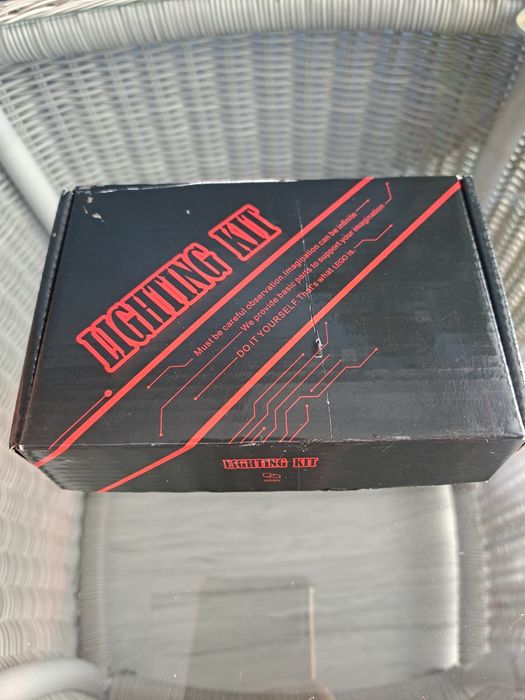 LIGHTING KIT
Must be careful observation.Imagination can be infinite
We provide basic parts to support your imagination
DO IT YOURSELF.That's what LEGO is.
LIGHTING KIT
OPEN